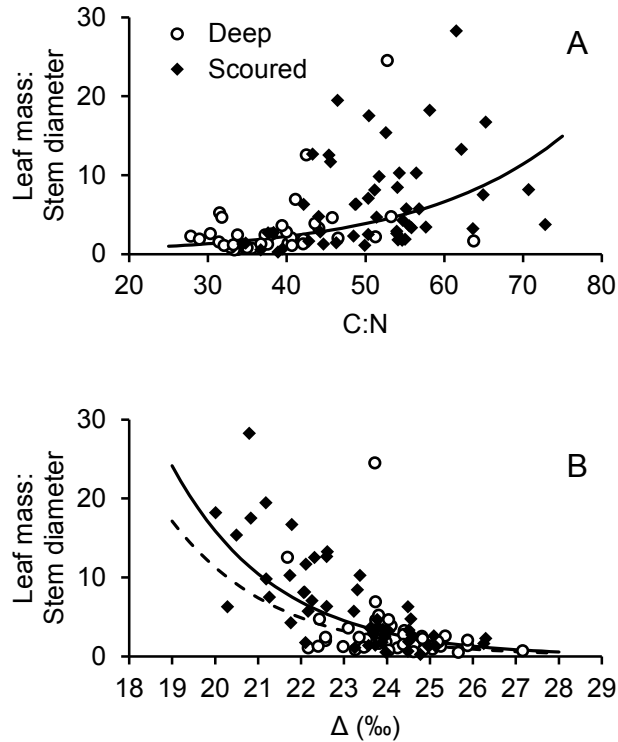 30
A
Deep
Scoured
20
10
0
Leaf mass:
Stem diameter
20 30 40 50 60 70 80
C:N
30
B
20
10
0
Leaf mass:
Stem diameter
18 19 20 21 22 23 24 25 26 27 28 29
Δ (‰)